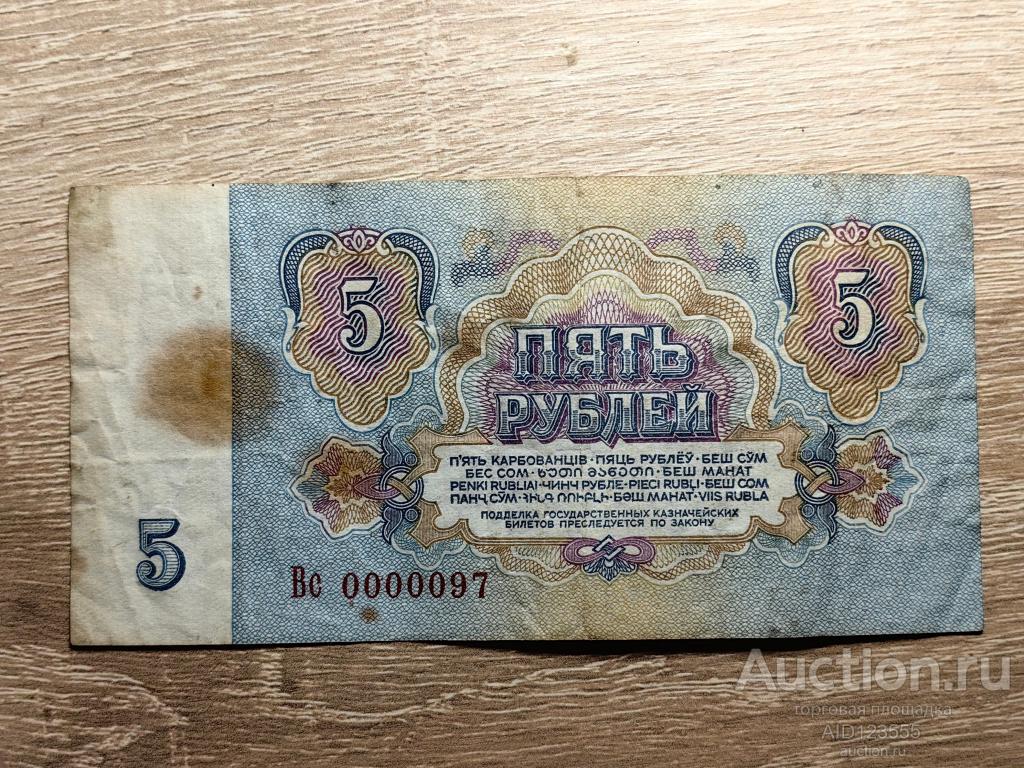 5
5
ПЯТЬ
РУБЛЕЙ
П'ЯТЬ КАРБОВАНЦІВ · ПЯЦЬ РУБЛЁЎ · БЕШ СЎМ
БЕС СОМ · ᲮᲣᲗᲘ ᲛᲐᲜᲔᲗᲘ · БЕШ МАНАТ
PENKI RUBLIAI · ЧИНЧ РУБЛЕ · PIECI RUBĻI · БЕШ СОМ
ПАНҶ СЎМ · ՀԻՆԳ ՌՈՒԲԼԻ · БӘШ МАНАТ · VIIS RUBLA
ПОДДЕЛКА ГОСУДАРСТВЕННЫХ КАЗНАЧЕЙСКИХ
БИЛЕТОВ ПРЕСЛЕДУЕТСЯ ПО ЗАКОНУ
5
Вс 0000097
Auction.ru
торговая площадка
AID123555
auction.ru